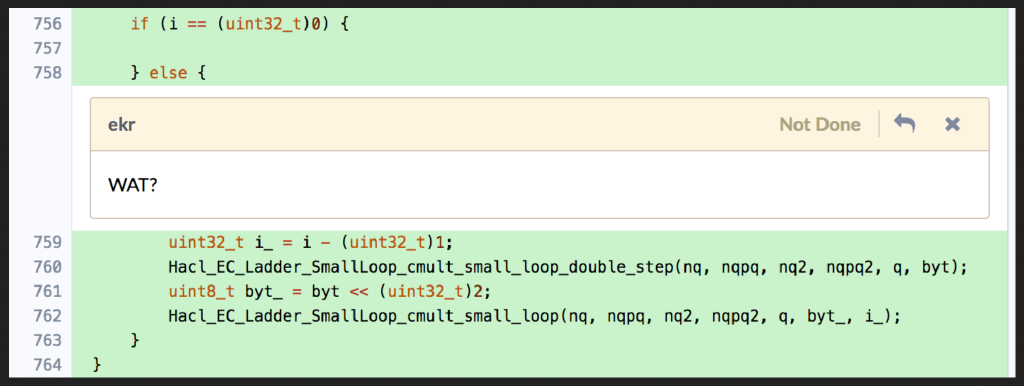 756 if (i == (uint32_t)0) {
757
758 } else {
ekr Not Done
WAT?
759 uint32_t i_ = i - (uint32_t)1;
760 Hacl_EC_Ladder_SmallLoop_cmult_small_loop_double_step(nq, nqpq, nq2, nqpq2, q, byt);
761 uint8_t byt_ = byt << (uint32_t)2;
762 Hacl_EC_Ladder_SmallLoop_cmult_small_loop(nq, nqpq, nq2, nqpq2, q, byt_, i_);
763 }
764 }